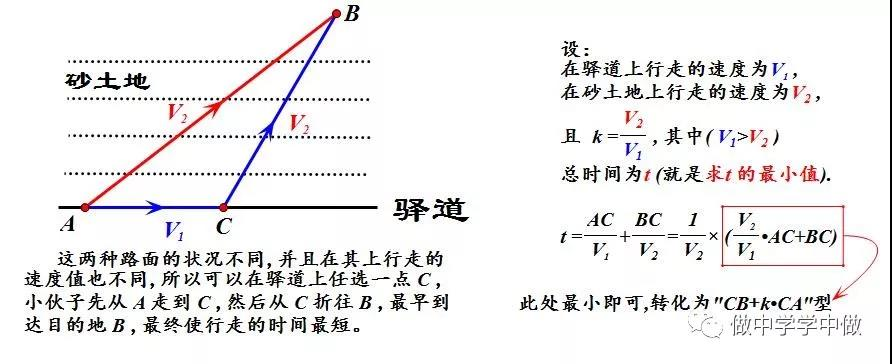 B
砂土地
V₂
V₂
A
V₁
C
驿道
这两种路面的状况不同,并且在其上行走的
速度值也不同,所以可以在驿道上任选一点 C,
小伙子先从 A 走到 C,然后从 C 折往 B,最早到
达目的地 B,最终使行走的时间最短。
设:
在驿道上行走的速度为V₁,
在砂土地上行走的速度为V₂,
且 k=V₂/V₁,其中( V₁>V₂ )
总时间为t (就是求t 的最小值).
t=AC/V₁+BC/V₂=1/V₂×(V₂/V₁•AC+BC)
此处最小即可,转化为"CB+k•CA"型
做中学学中做